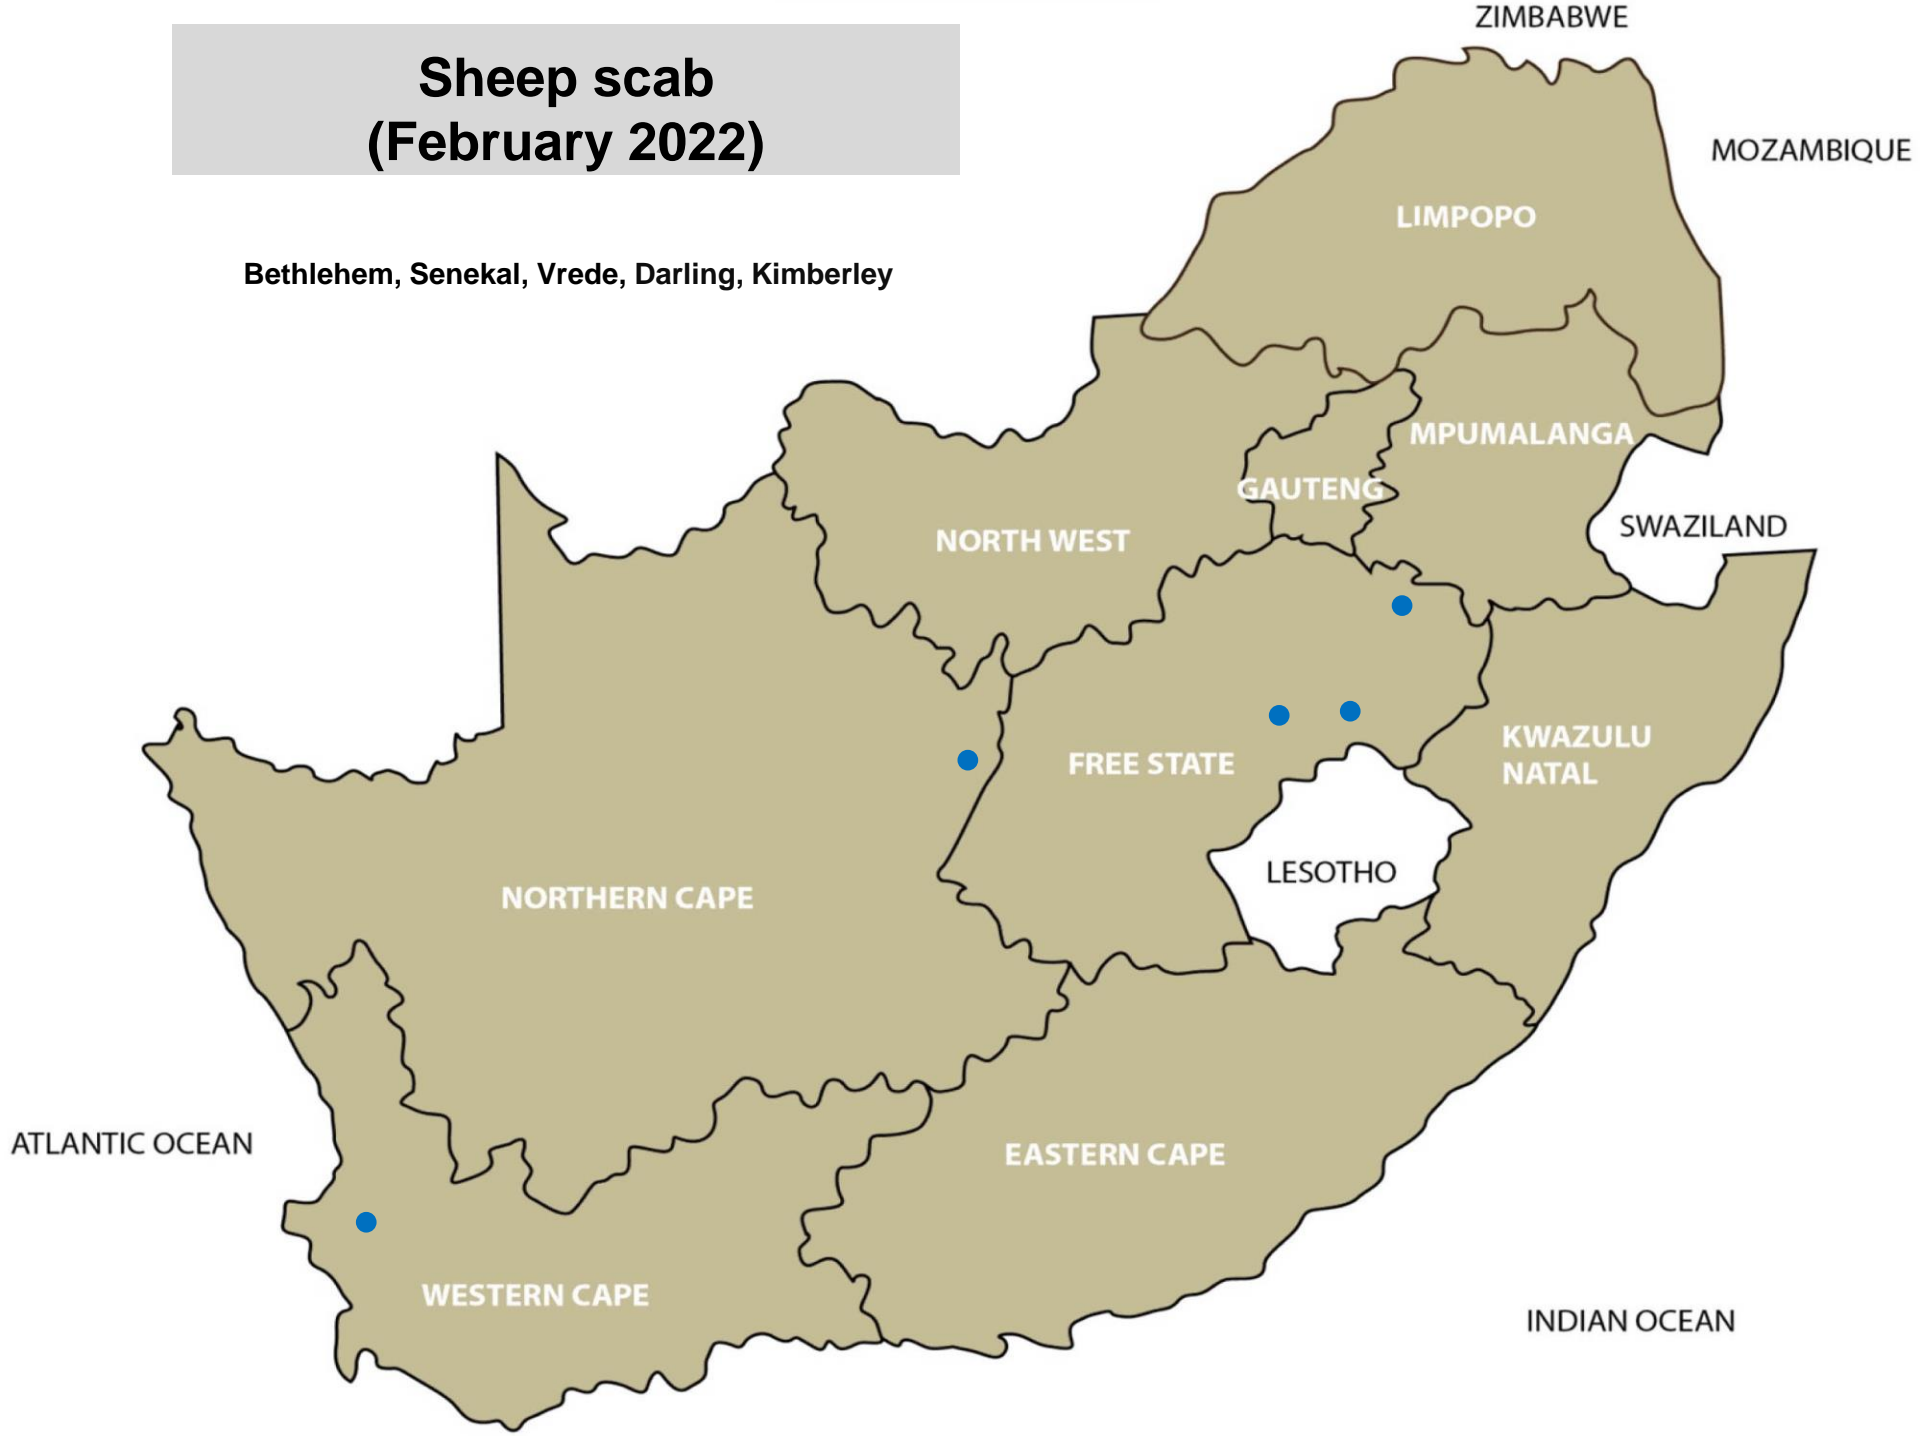 Sheep scab
(February 2022)
Bethlehem, Senekal, Vrede, Darling, Kimberley
ZIMBABWE
MOZAMBIQUE
LIMPOPO
MPUMALANGA
GAUTENG
SWAZILAND
NORTH WEST
KWAZULU
NATAL
FREE STATE
LESOTHO
NORTHERN CAPE
ATLANTIC OCEAN
EASTERN CAPE
WESTERN CAPE
INDIAN OCEAN